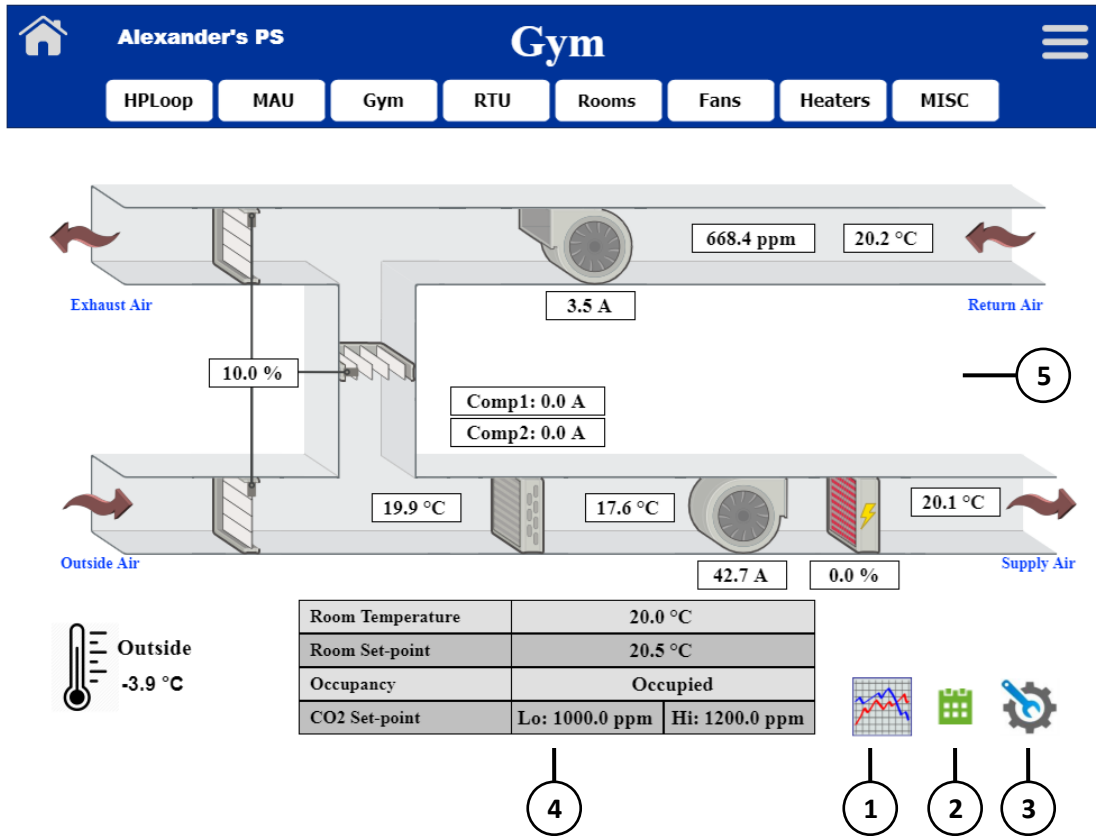 Alexander's PS
Gym
HPLoop MAU Gym RTU Rooms Fans Heaters MISC
668.4 ppm 20.2 °C
Exhaust Air
3.5 A
Return Air
10.0 %
5
Comp1: 0.0 A
Comp2: 0.0 A
19.9 °C 17.6 °C 20.1 °C
Outside Air
42.7 A 0.0 %
Supply Air
Room Temperature 20.0 °C
Room Set-point 20.5 °C
Occupancy Occupied
CO2 Set-point Lo: 1000.0 ppm Hi: 1200.0 ppm
Outside
-3.9 °C
4 1 2 3